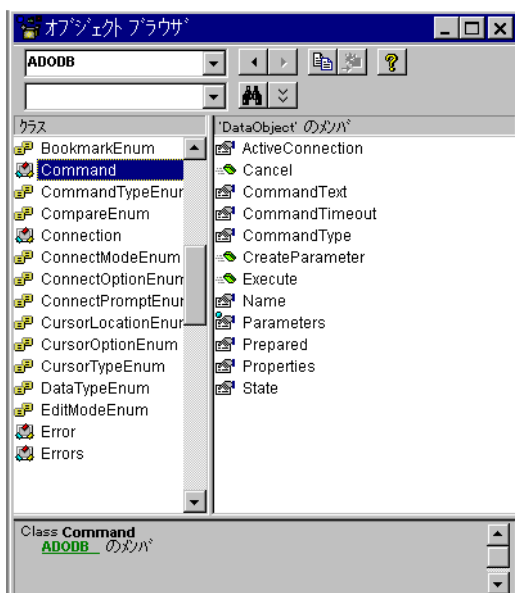 オブジェクト ブラウザ
ADODB
クラス
BookmarkEnum
Command
CommandTypeEnur
CompareEnum
Connection
ConnectModeEnum
ConnectOptionEnum
ConnectPromptEnur
CursorLocationEnur
CursorOptionEnum
CursorTypeEnum
DataTypeEnum
EditModeEnum
Error
Errors
'DataObject' のメンバ
ActiveConnection
Cancel
CommandText
CommandTimeout
CommandType
CreateParameter
Execute
Name
Parameters
Prepared
Properties
State
Class Command
ADODB のメンバ